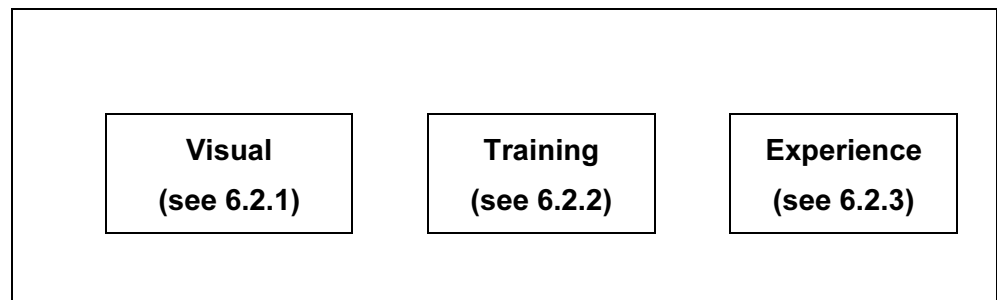 Visual
(see 6.2.1)
Training
(see 6.2.2)
Experience
(see 6.2.3)